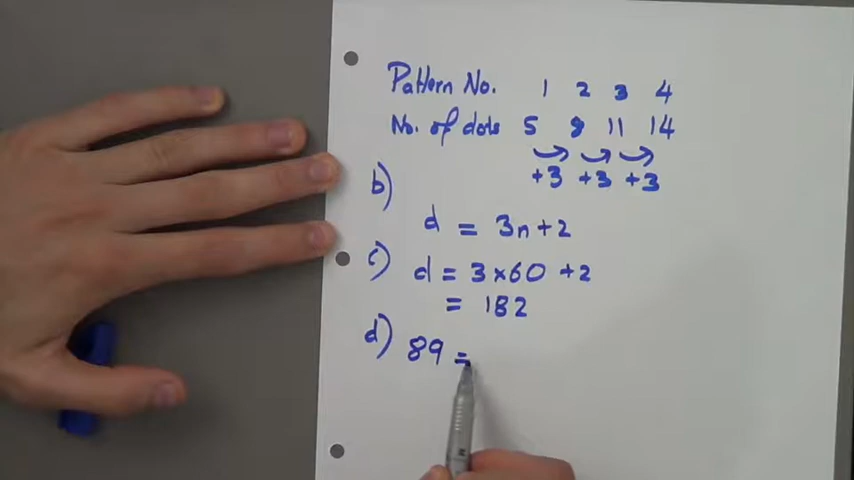 Pattern No. 1 2 3 4
No. of dots 5 8 11 14
+3 +3 +3
b)
d = 3n + 2
c) d = 3 × 60 + 2
= 182
d) 89 =